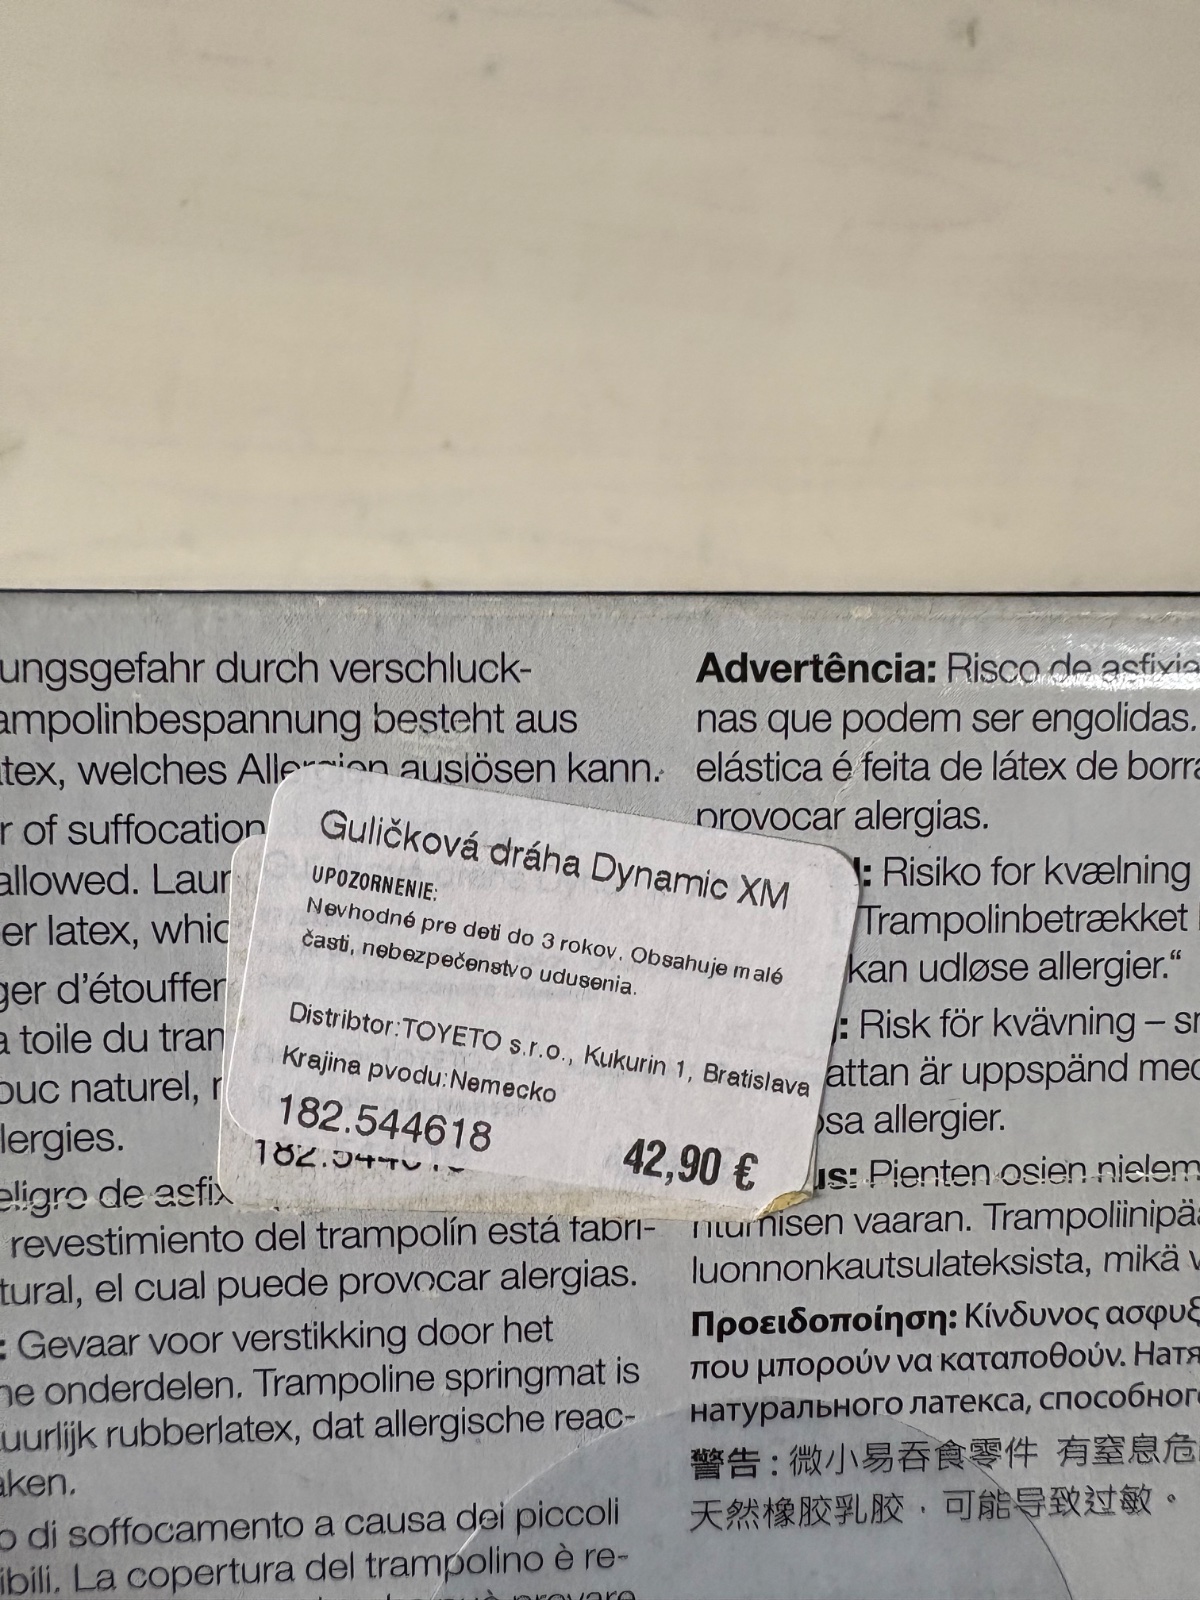 ungsgefahr durch verschluck-
ampolinbespannung besteht aus
tex, welches Allergien auslösen kann.
r of suffocation
allowed. Laur
er latex, whic
ger d'étouffer
a toile du tran
ouc naturel, r
lergies.
eligro de asfix
revestimiento del trampolín está fabri-
tural, el cual puede provocar alergias.
: Gevaar voor verstikking door het
ne onderdelen. Trampoline springmat is
uurlijk rubberlatex, dat allergische reac-
aken.
o di soffocamento a causa dei piccoli
ibili. La copertura del trampolino è re-
Guličková dráha Dynamic XM
UPOZORNENIE:
Nevhodné pre deti do 3 rokov. Obsahuje malé
časti, nebezpečenstvo udusenia.
Distribtor:TOYETO s.r.o., Kukurin 1, Bratislava
Krajina pvodu:Nemecko
182.544618
42,90 €
Advertência: Risco de asfixia
nas que podem ser engolidas.
elástica é feita de látex de borra
provocar alergias.
: Risiko for kvælning
Trampolinbetrækket
kan udløse allergier.“
: Risk för kvävning – sm
attan är uppspänd med
osa allergier.
us: Pienten osien nielem
htumisen vaaran. Trampoliinipää
luonnonkautsulateksista, mikä v
Προειδοποίηση: Κίνδυνος ασφυξ
που μπορούν να καταποθούν. Νατя
натурального латекса, способного
警告 : 微小易吞食零件 有窒息危
天然橡胶乳胶，可能导致过敏。